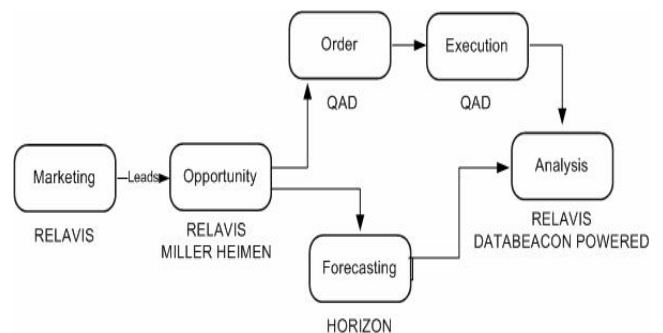 Order
Execution
QAD
QAD
Marketing
Leads
Opportunity
Analysis
RELAVIS
RELAVIS
MILLER HEIMEN
RELAVIS
DATABEACON POWERED
Forecasting
HORIZON